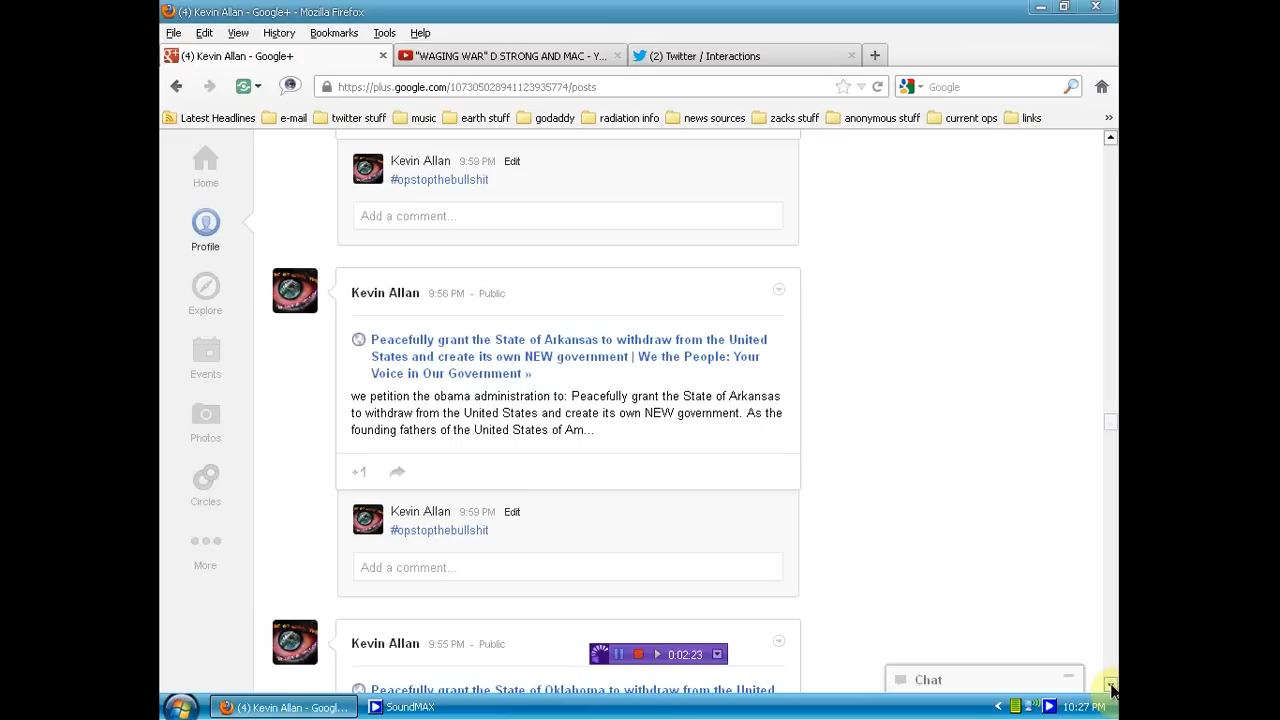 (4) Kevin Allan - Google+ - Mozilla Firefox
File Edit View History Bookmarks Tools Help
(4) Kevin Allan - Google+
"WAGING WAR" D STRONG AND MAC - Y...
(2) Twitter / Interactions
https://plus.google.com/107305028941123935774/posts
Google
Latest Headlines e-mail twitter stuff music earth stuff godaddy radiation info news sources zacks stuff anonymous stuff current ops links »
Home
Profile
Explore
Events
Photos
Circles
More
Kevin Allan 9:59 PM Edit
#opstopthebullshit
Add a comment...
Kevin Allan 9:56 PM - Public
Peacefully grant the State of Arkansas to withdraw from the United
States and create its own NEW government | We the People: Your
Voice in Our Government »
we petition the obama administration to: Peacefully grant the State of Arkansas
to withdraw from the United States and create its own NEW government. As the
founding fathers of the United States of Am...
+1
Kevin Allan 9:59 PM Edit
#opstopthebullshit
Add a comment...
Kevin Allan 9:55 PM - Public
Peacefully grant the State of Oklahoma to withdraw from the United
0:02:23
Chat
(4) Kevin Allan - Googl...
SoundMAX
10:27 PM